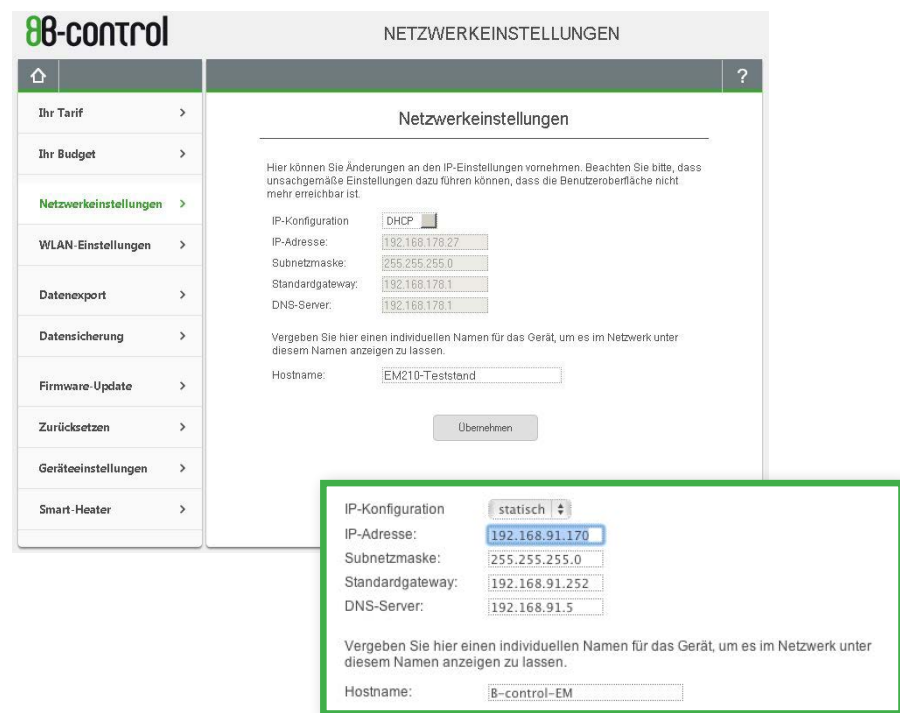 B-control
NETZWERKEINSTELLUNGEN
?
Ihr Tarif
Ihr Budget
Netzwerkeinstellungen
WLAN-Einstellungen
Datenexport
Datensicherung
Firmware-Update
Zurücksetzen
Geräteeinstellungen
Smart-Heater
Netzwerkeinstellungen
Hier können Sie Änderungen an den IP-Einstellungen vornehmen. Beachten Sie bitte, dass
unsachgemäße Einstellungen dazu führen können, dass die Benutzeroberfläche nicht
mehr erreichbar ist.
IP-Konfiguration DHCP
IP-Adresse: 192.168.178.27
Subnetzmaske: 255.255.255.0
Standardgateway: 192.168.178.1
DNS-Server: 192.168.178.1
Vergeben Sie hier einen individuellen Namen für das Gerät, um es im Netzwerk unter
diesem Namen anzeigen zu lassen.
Hostname: EM210-Teststand
Übernehmen
IP-Konfiguration statisch
IP-Adresse: 192.168.91.170
Subnetzmaske: 255.255.255.0
Standardgateway: 192.168.91.252
DNS-Server: 192.168.91.5
Vergeben Sie hier einen individuellen Namen für das Gerät, um es im Netzwerk unter
diesem Namen anzeigen zu lassen.
Hostname: B-control-EM